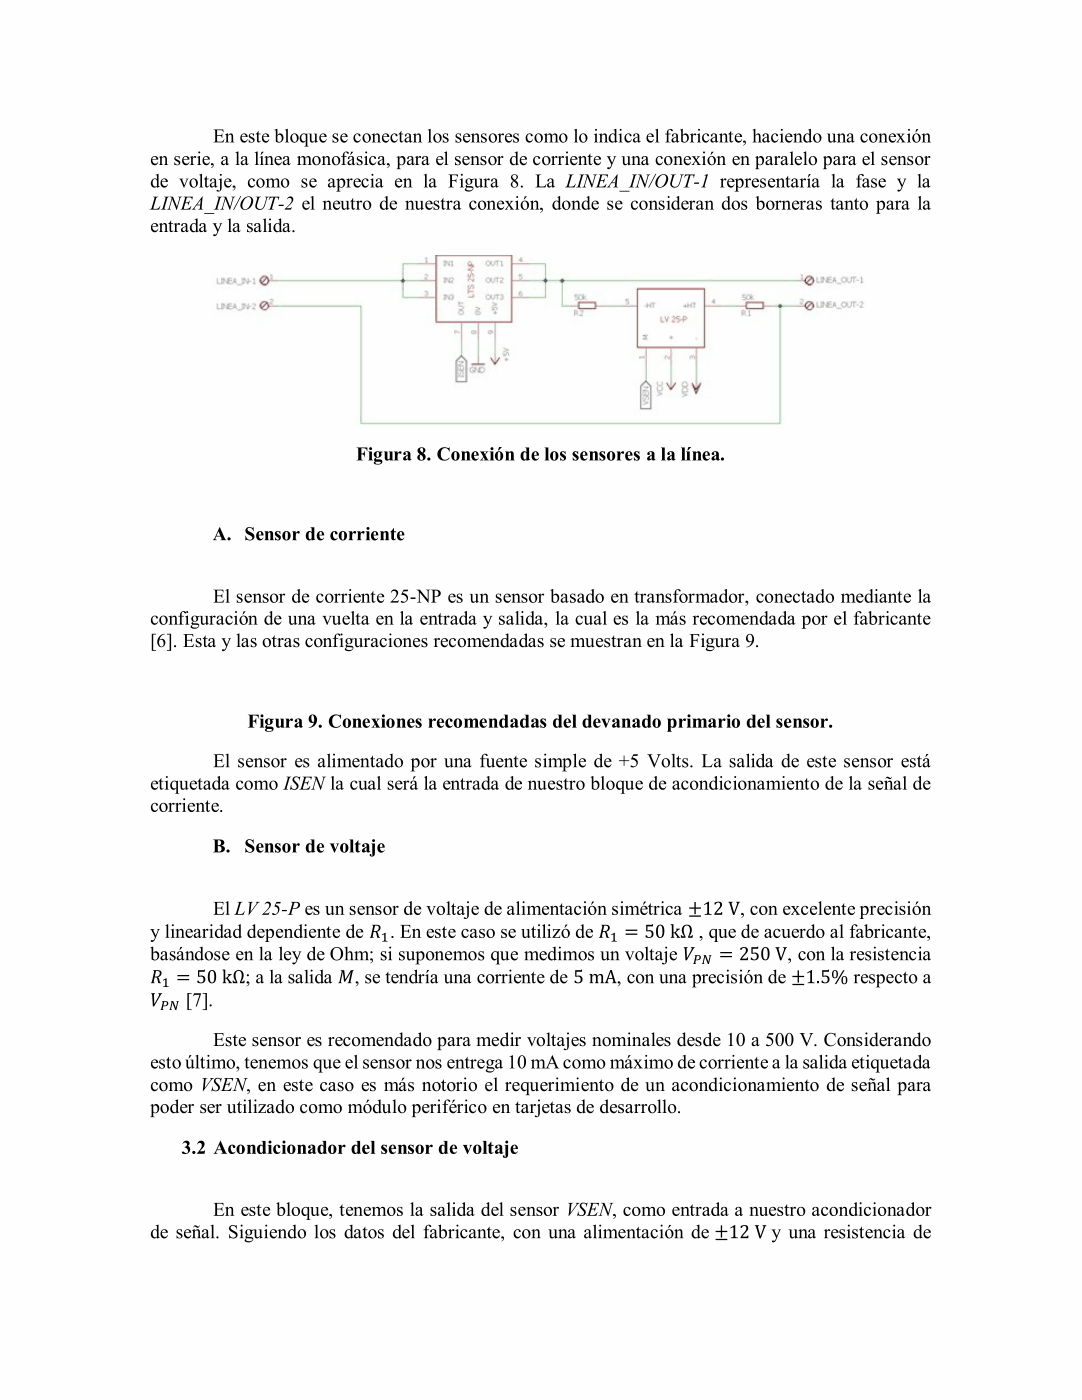 En este bloque se conectan los sensores como lo indica el fabricante, haciendo una conexión
en serie, a la línea monofásica, para el sensor de corriente y una conexión en paralelo para el sensor
de voltaje, como se aprecia en la Figura 8. La LINEA_IN/OUT-1 representaría la fase y la
LINEA_IN/OUT-2 el neutro de nuestra conexión, donde se consideran dos borneras tanto para la
entrada y la salida.
LINEA_IN-1 1
LINEA_IN-2 2
1 IN1 OUT1 4
2 IN2 OUT2 5
3 IN3 OUT3 6
LTS 25-NP
OUT 0V +5V
7 8 9
ISEN GND +5V
50k R2
5 -HT +HT 4
LV 25-P
M + -
1 2 3
VSEN VCC VDD
50k R1
1 LINEA_OUT-1
2 LINEA_OUT-2
Figura 8. Conexión de los sensores a la línea.
A. Sensor de corriente
El sensor de corriente 25-NP es un sensor basado en transformador, conectado mediante la
configuración de una vuelta en la entrada y salida, la cual es la más recomendada por el fabricante
[6]. Esta y las otras configuraciones recomendadas se muestran en la Figura 9.
Figura 9. Conexiones recomendadas del devanado primario del sensor.
El sensor es alimentado por una fuente simple de +5 Volts. La salida de este sensor está
etiquetada como ISEN la cual será la entrada de nuestro bloque de acondicionamiento de la señal de
corriente.
B. Sensor de voltaje
El LV 25-P es un sensor de voltaje de alimentación simétrica ±12 V, con excelente precisión
y linearidad dependiente de R₁. En este caso se utilizó de R₁ = 50 kΩ , que de acuerdo al fabricante,
basándose en la ley de Ohm; si suponemos que medimos un voltaje V_PN = 250 V, con la resistencia
R₁ = 50 kΩ; a la salida M, se tendría una corriente de 5 mA, con una precisión de ±1.5% respecto a
V_PN [7].
Este sensor es recomendado para medir voltajes nominales desde 10 a 500 V. Considerando
esto último, tenemos que el sensor nos entrega 10 mA como máximo de corriente a la salida etiquetada
como VSEN, en este caso es más notorio el requerimiento de un acondicionamiento de señal para
poder ser utilizado como módulo periférico en tarjetas de desarrollo.
3.2 Acondicionador del sensor de voltaje
En este bloque, tenemos la salida del sensor VSEN, como entrada a nuestro acondicionador
de señal. Siguiendo los datos del fabricante, con una alimentación de ±12 V y una resistencia de